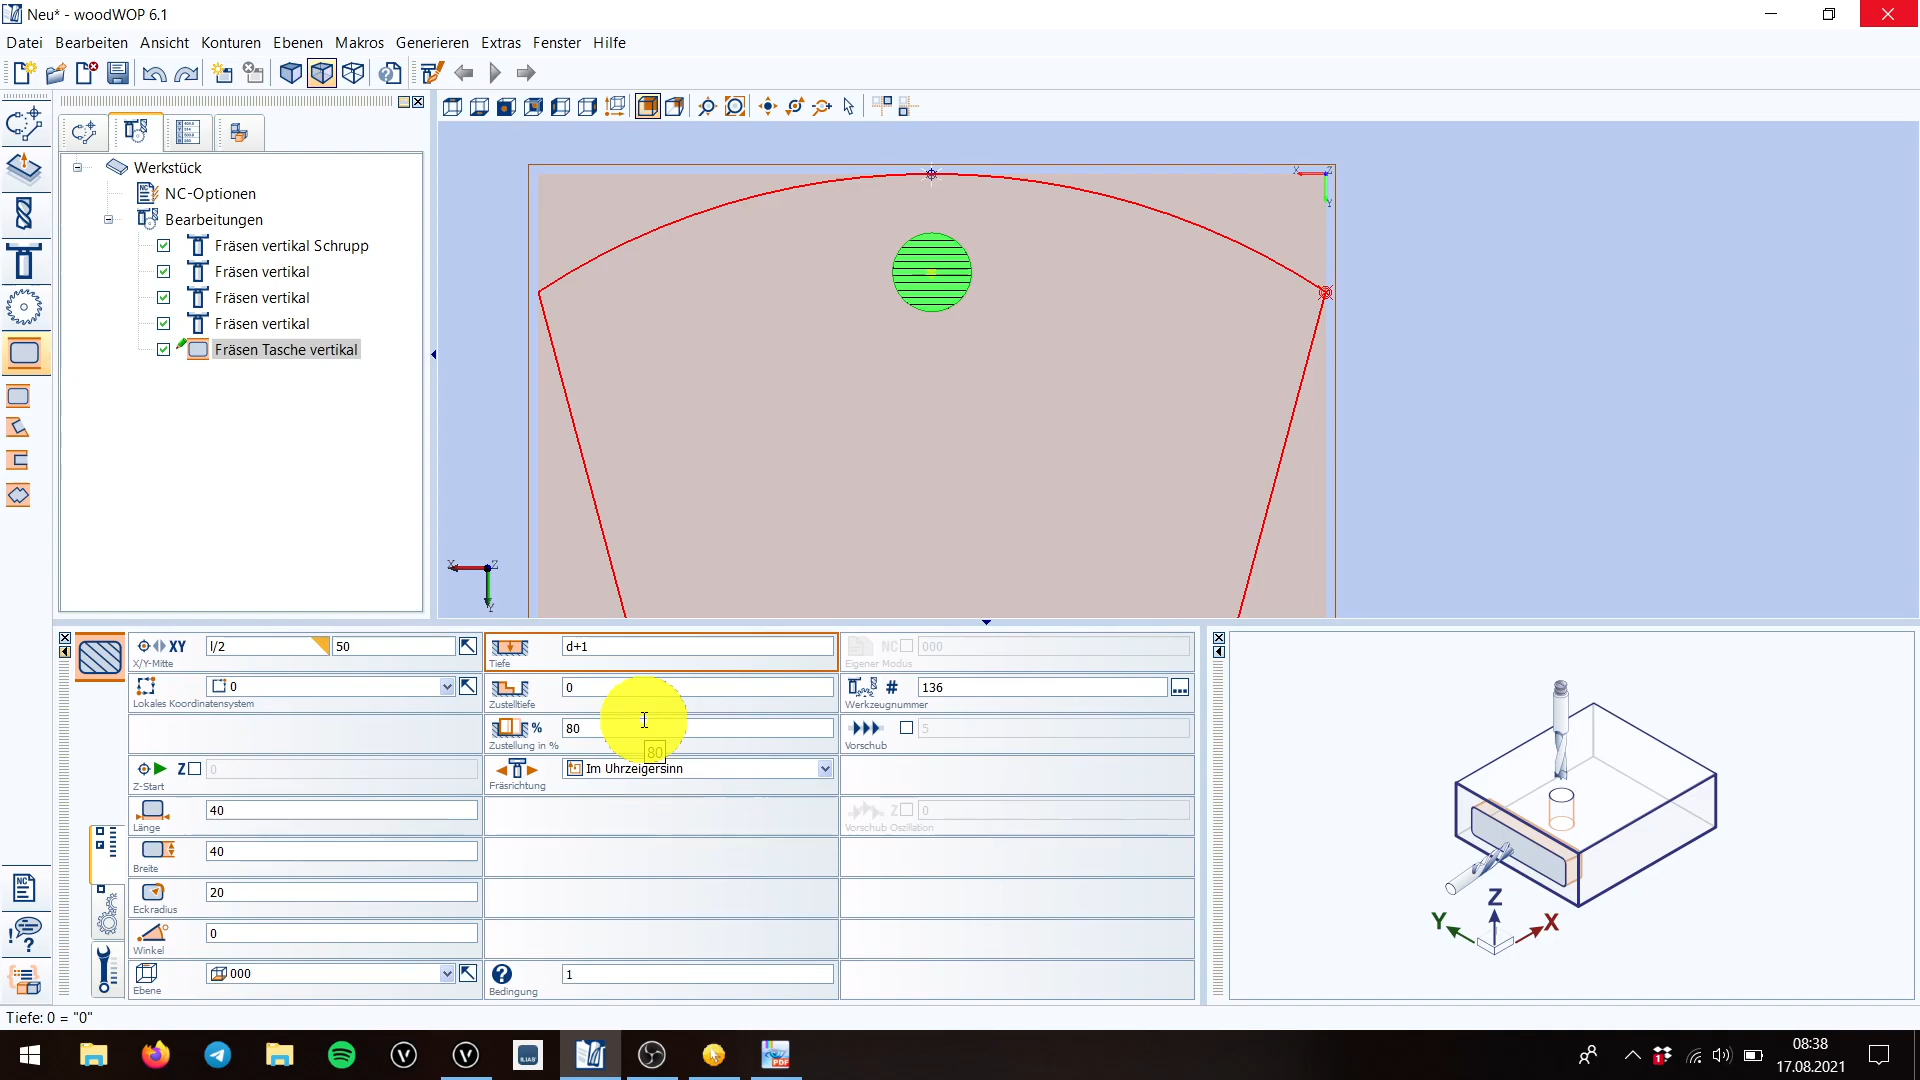 Neu* - woodWOP 6.1
Datei Bearbeiten Ansicht Konturen Ebenen Makros Generieren Extras Fenster Hilfe
Werkstück
NC-Optionen
Bearbeitungen
Fräsen vertikal Schrupp
Fräsen vertikal
Fräsen vertikal
Fräsen vertikal
Fräsen Tasche vertikal
X Z
Y
X Z
Y
XY l/2 50
X/Y-Mitte
d+1
Tiefe
NC 000
Eigener Modus
0
Lokales Koordinatensystem
0
Zustelltiefe
# 136
Werkzeugnummer
% 80
Zustellung in %
80
5
Vorschub
Z 0
Z-Start
Im Uhrzeigersinn
Fräsrichtung
40
Länge
Z 0
Vorschub Oszillation
40
Breite
20
Eckradius
0
Winkel
000
Ebene
1
Bedingung
Z
Y X
Tiefe: 0 = "0"
08:38
17.08.2021